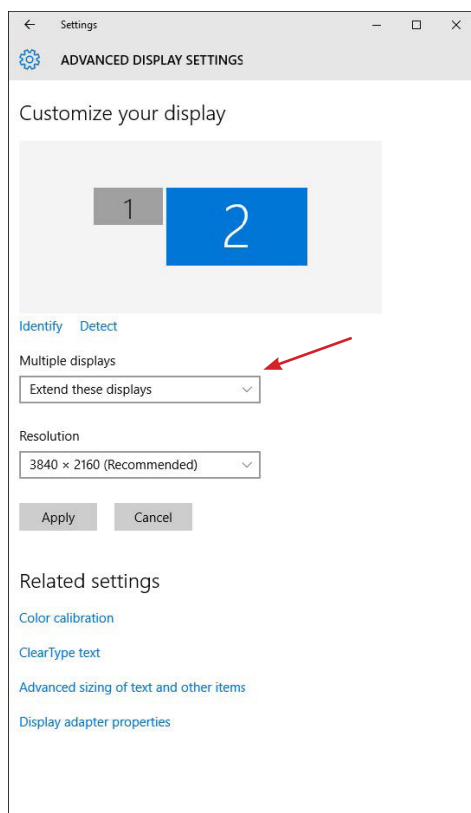 Settings
ADVANCED DISPLAY SETTINGS
Customize your display
1
2
Identify Detect
Multiple displays
Extend these displays
Resolution
3840 × 2160 (Recommended)
Apply Cancel
Related settings
Color calibration
ClearType text
Advanced sizing of text and other items
Display adapter properties